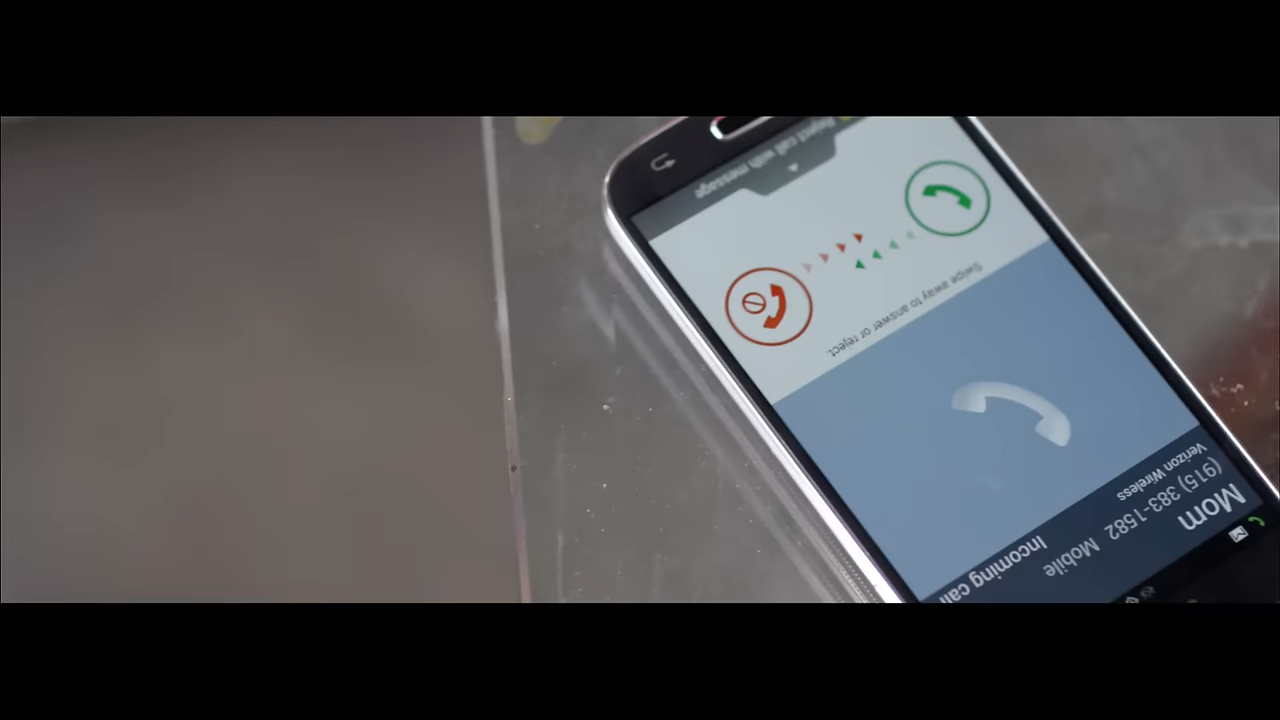 Incoming call
Mom
(915) 383-1582 Mobile
Verizon Wireless
Swipe away to answer or reject.
Reject call with message